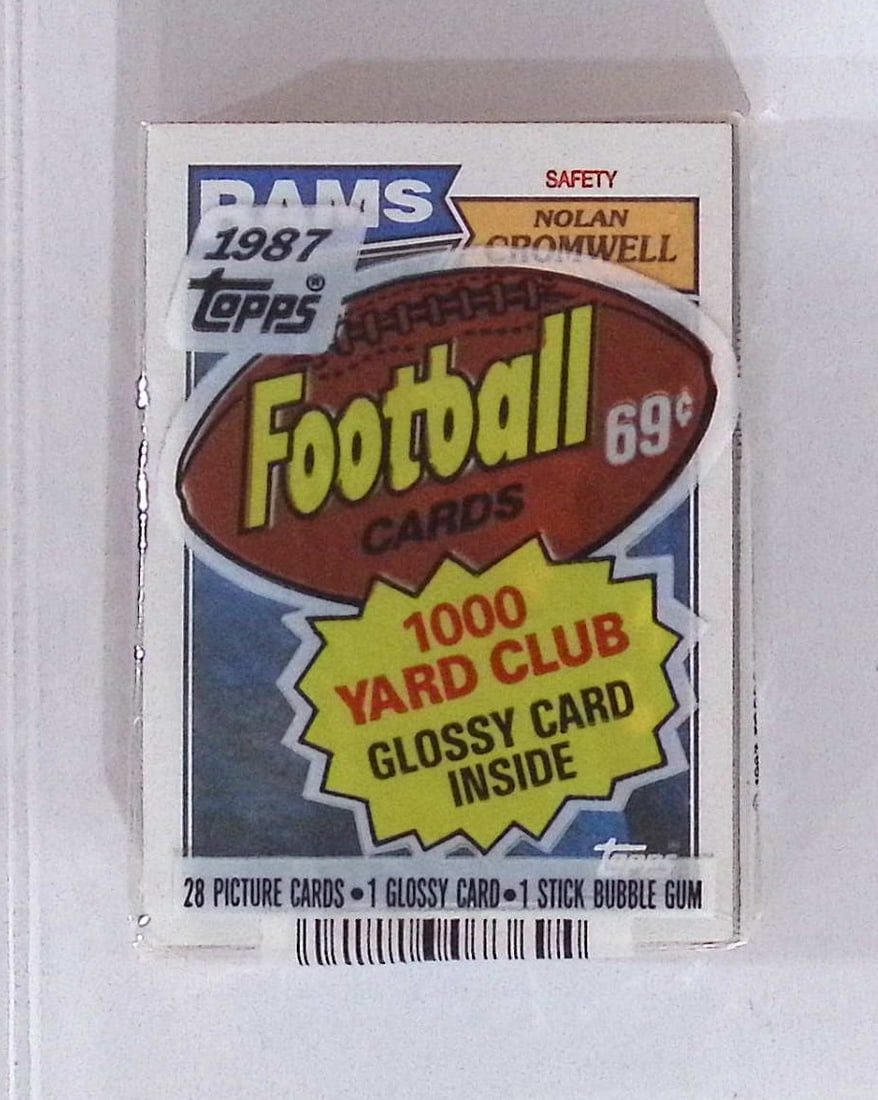 RAMS
SAFETY
NOLAN
CROMWELL
1987
Topps®
Football
69¢
CARDS
1000
YARD CLUB
GLOSSY CARD
INSIDE
topps
28 PICTURE CARDS • 1 GLOSSY CARD • 1 STICK BUBBLE GUM